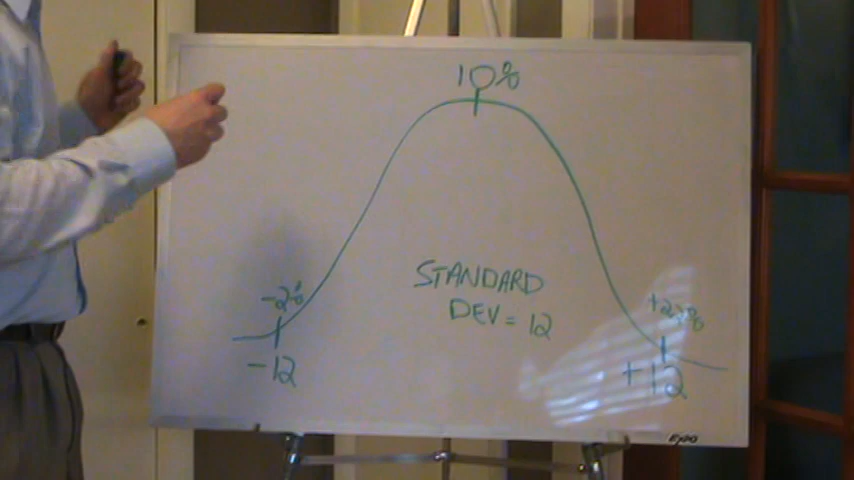 10%
STANDARD
DEV = 12
-2%
+22%
-12
+12
EXPO